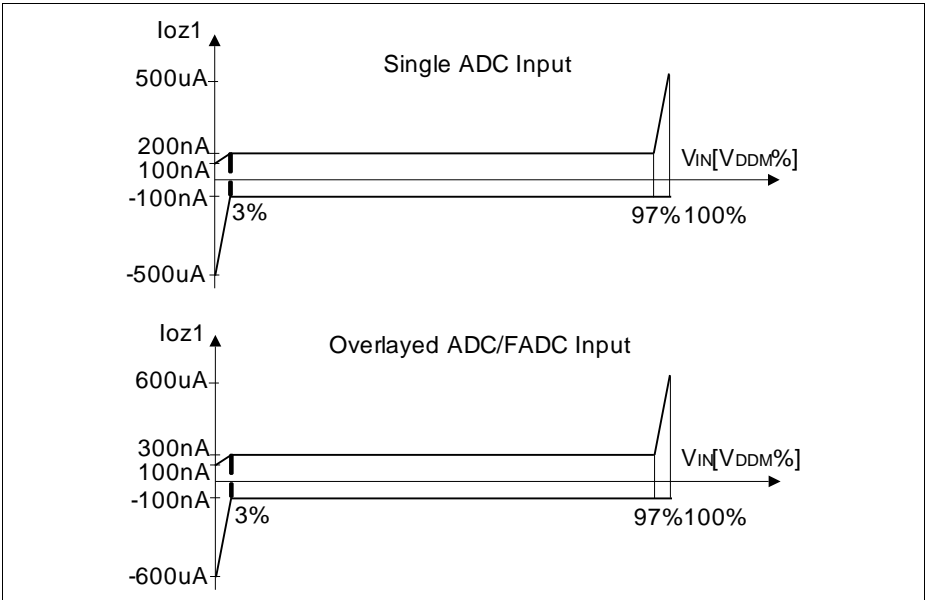 Ioz1
Single ADC Input
500uA
200nA
VIN[VDDM%]
100nA
-100nA
3%
97%100%
-500uA
Ioz1
Overlayed ADC/FADC Input
600uA
300nA
VIN[VDDM%]
100nA
-100nA
3%
97%100%
-600uA